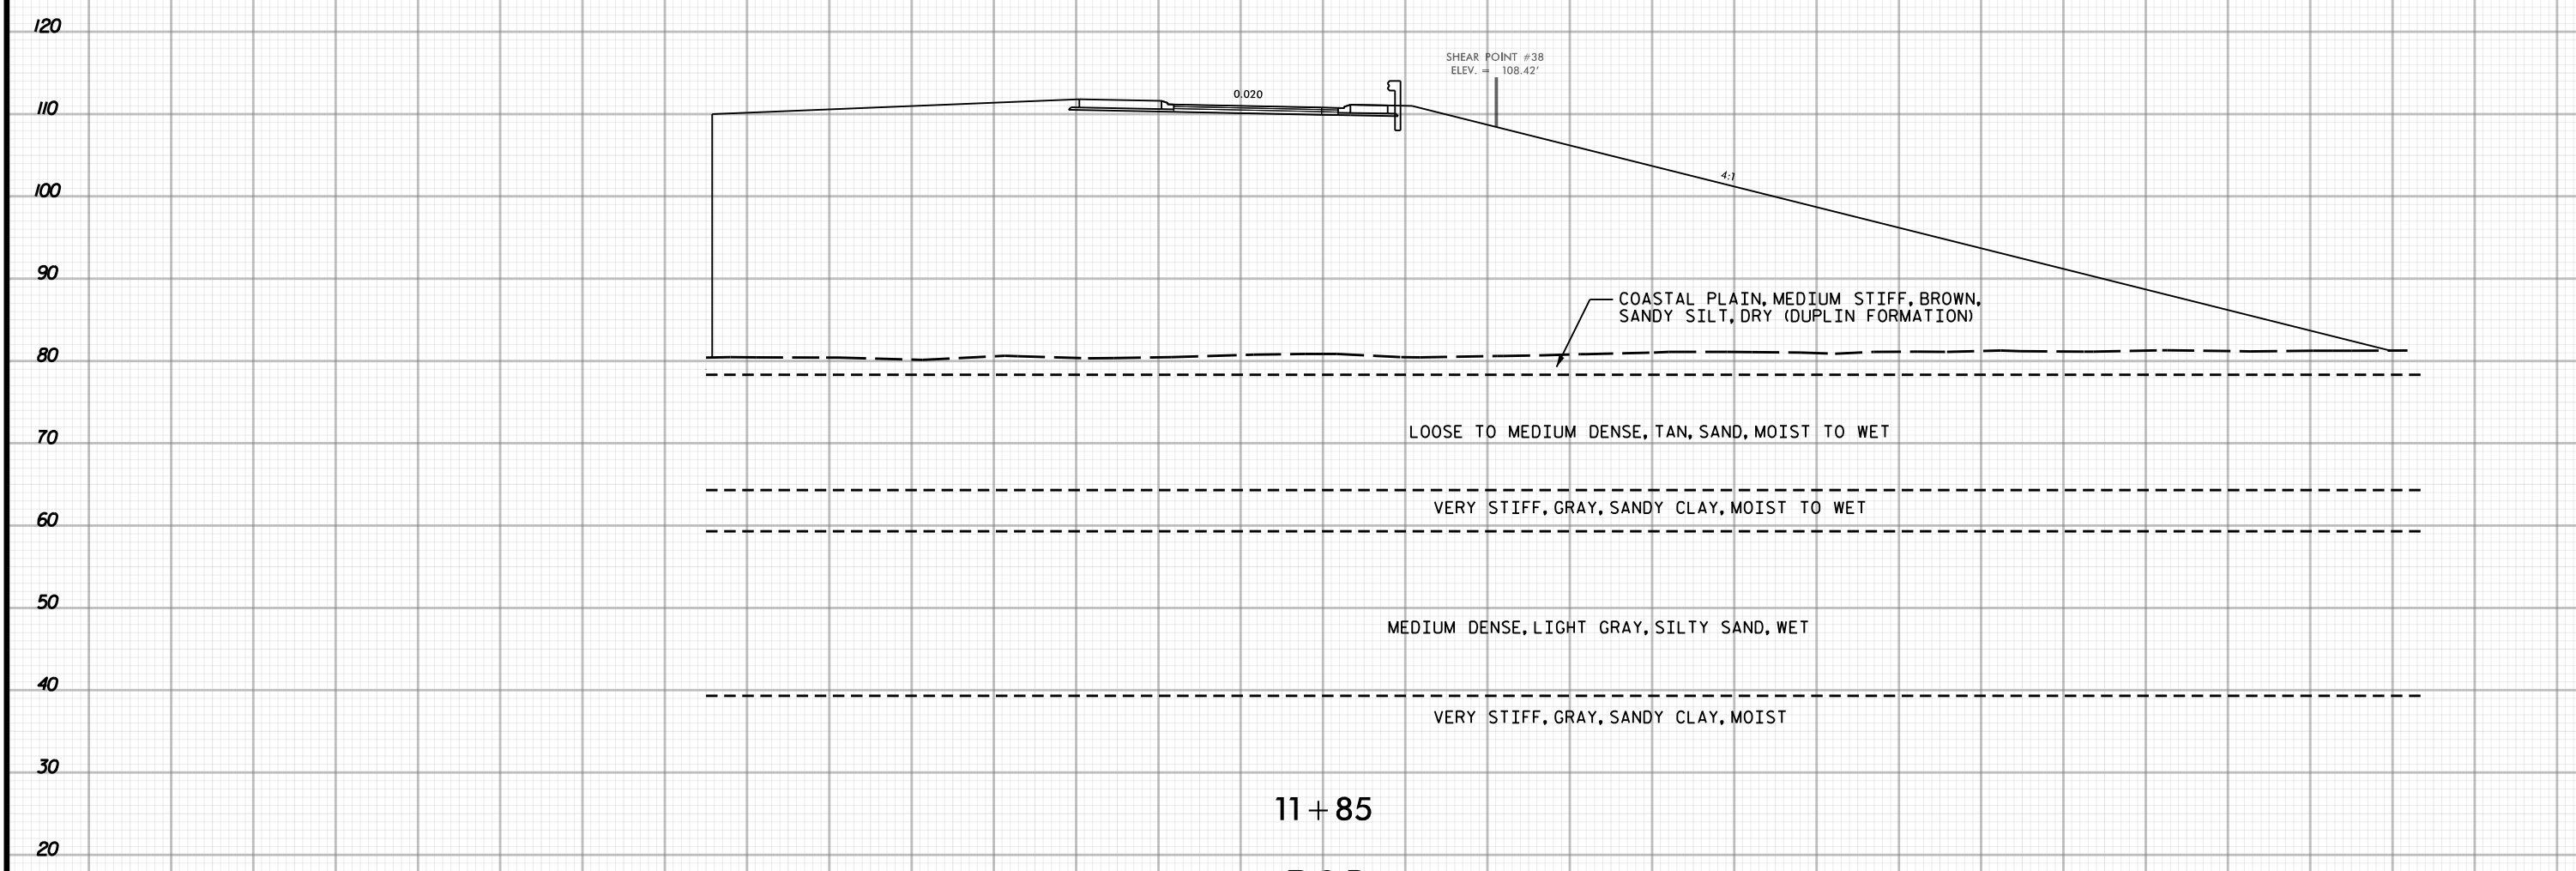 120
SHEAR POINT #38
ELEV. = 108.42'
110
0.020
100
4:1
90
COASTAL PLAIN, MEDIUM STIFF, BROWN,
SANDY SILT, DRY (DUPLIN FORMATION)
80
70
LOOSE TO MEDIUM DENSE, TAN, SAND, MOIST TO WET
60
VERY STIFF, GRAY, SANDY CLAY, MOIST TO WET
50
MEDIUM DENSE, LIGHT GRAY, SILTY SAND, WET
40
VERY STIFF, GRAY, SANDY CLAY, MOIST
30
11+85
20